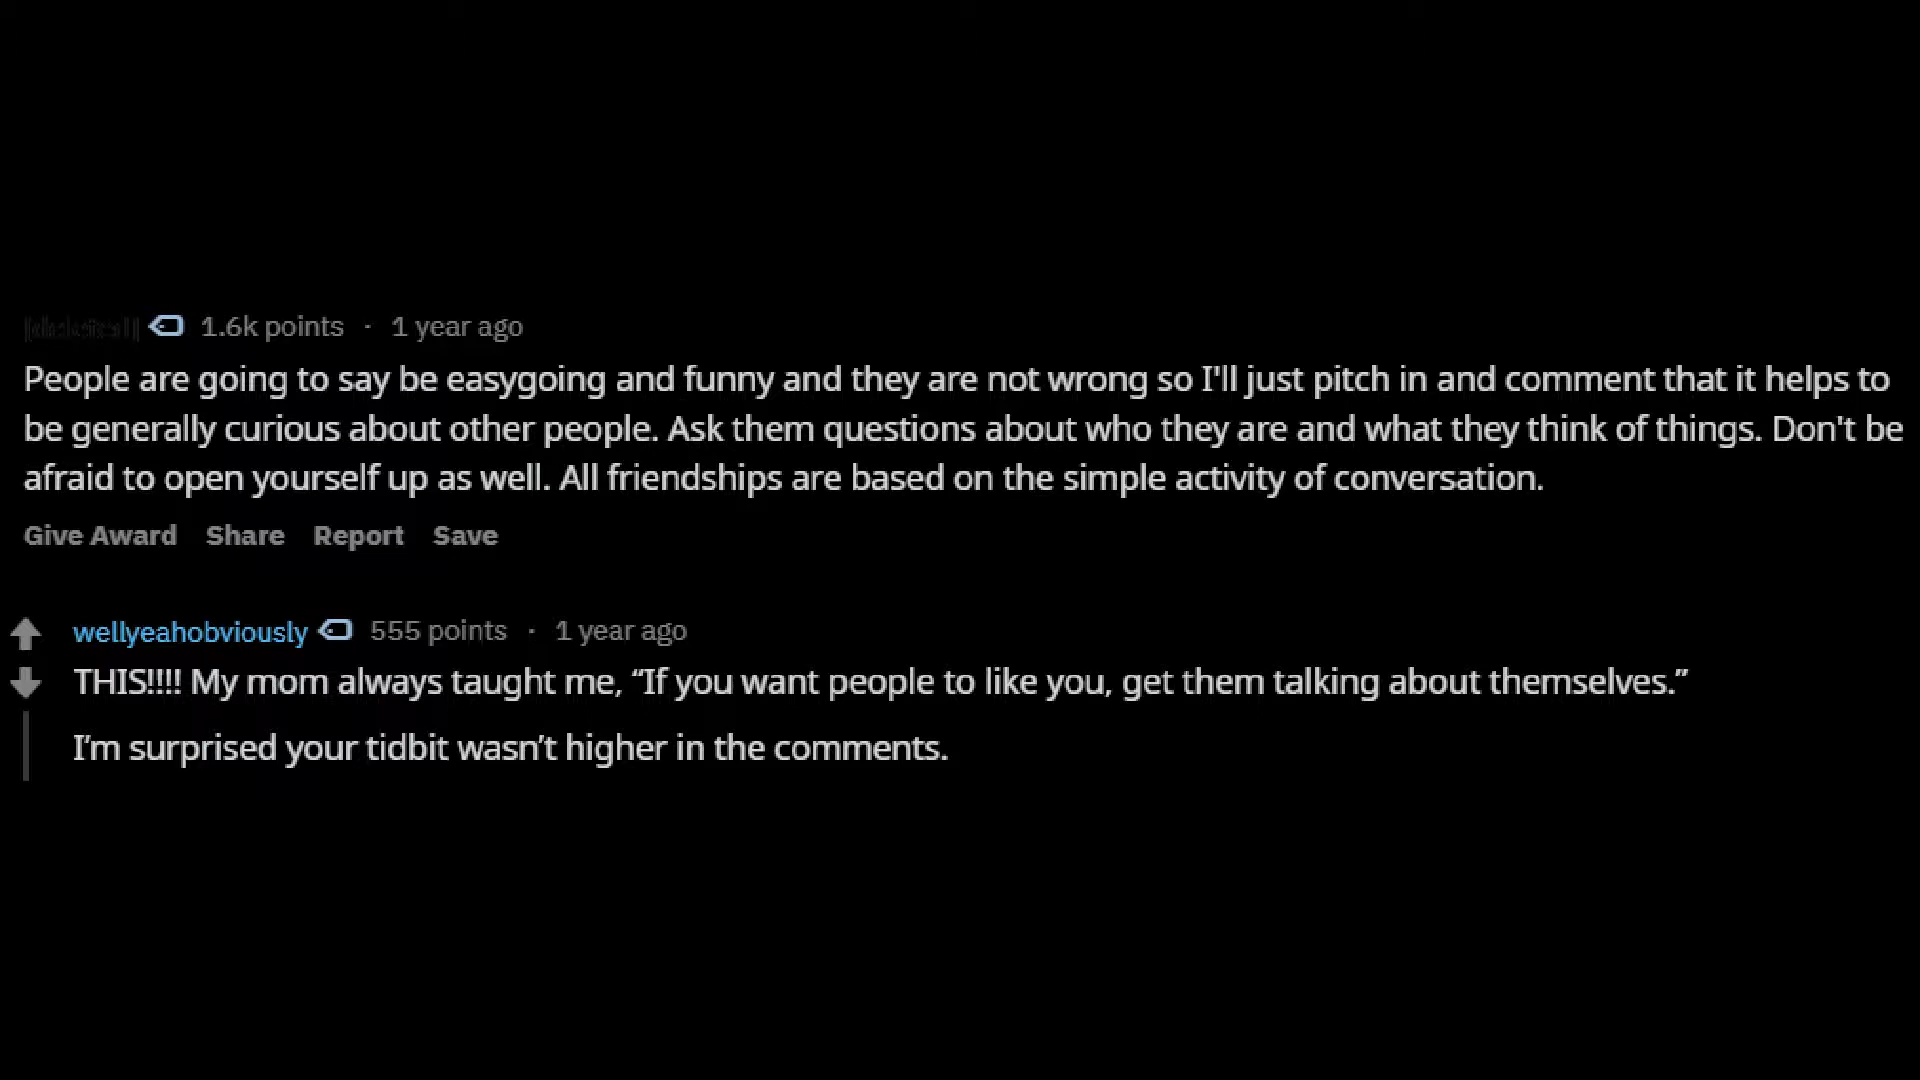 1.6k points · 1 year ago
People are going to say be easygoing and funny and they are not wrong so I'll just pitch in and comment that it helps to
be generally curious about other people. Ask them questions about who they are and what they think of things. Don't be
afraid to open yourself up as well. All friendships are based on the simple activity of conversation.
Give Award Share Report Save
wellyeahobviously 555 points · 1 year ago
THIS!!!! My mom always taught me, “If you want people to like you, get them talking about themselves.”
I’m surprised your tidbit wasn’t higher in the comments.